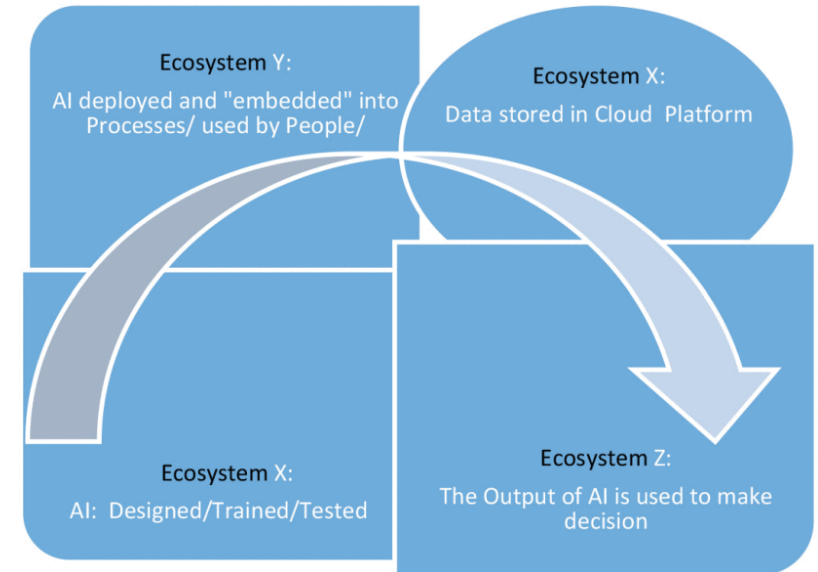 Ecosystem Y:
AI deployed and "embedded" into
Processes/ used by People/
Ecosystem X:
Data stored in Cloud Platform
Ecosystem X:
AI: Designed/Trained/Tested
Ecosystem Z:
The Output of AI is used to make
decision